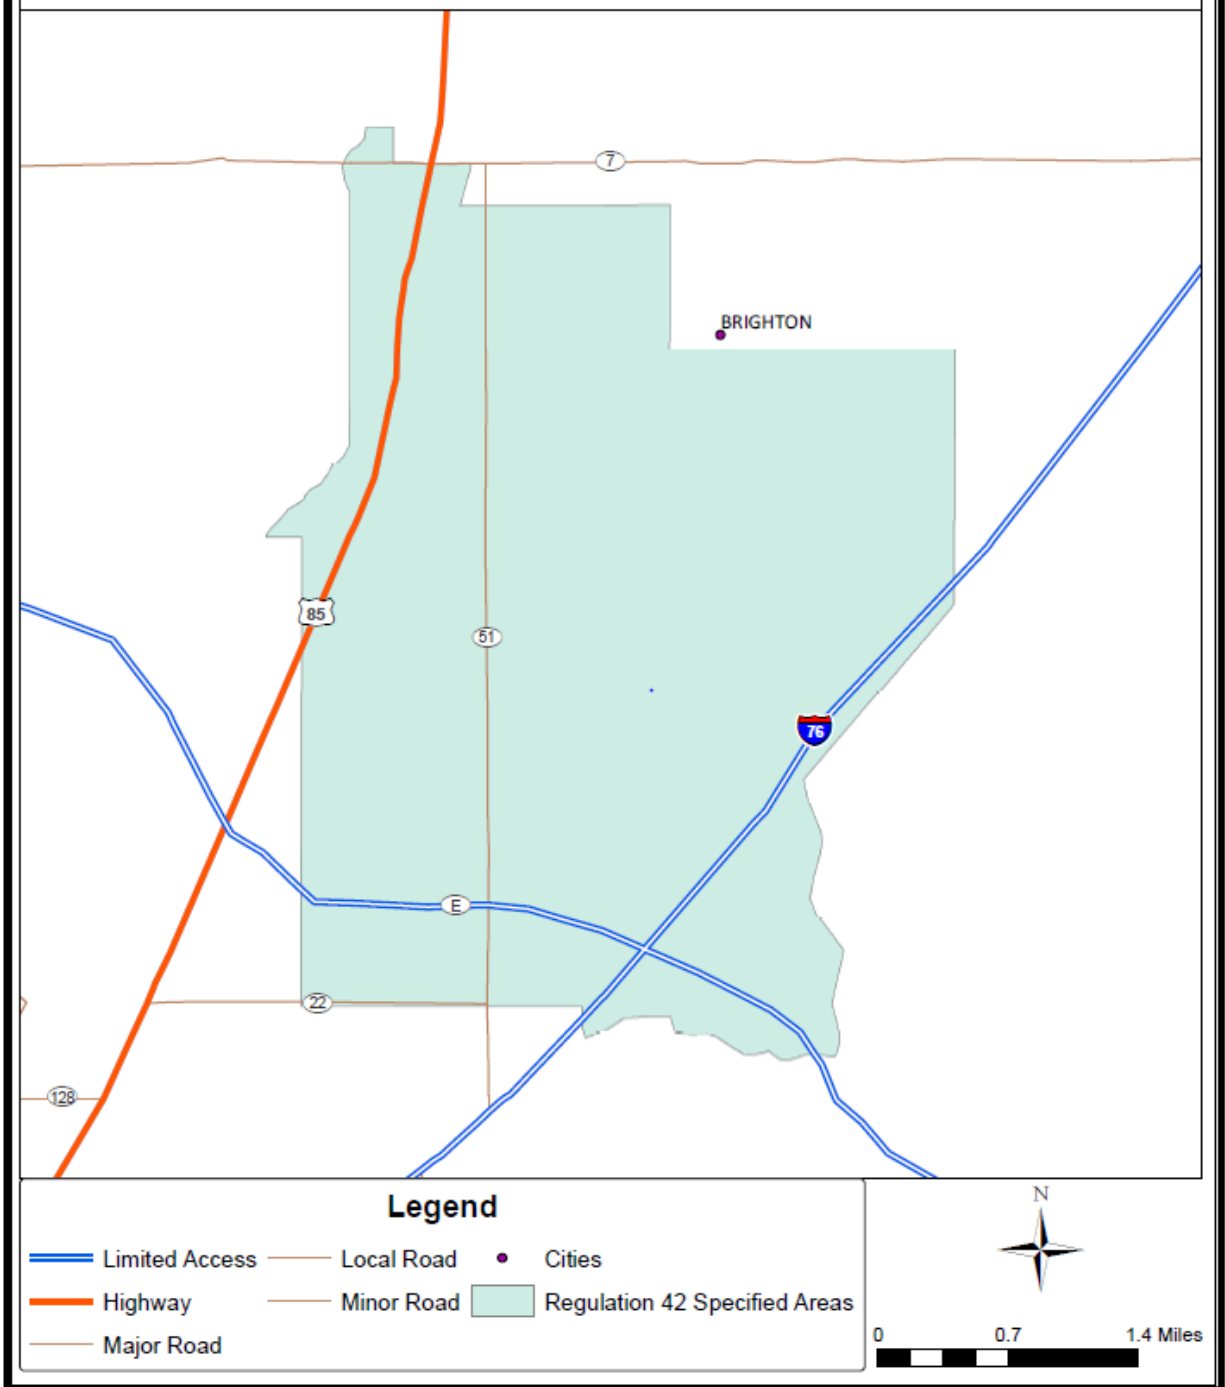 7
BRIGHTON
85
51
76
E
22
128
Legend
Limited Access
Local Road
Cities
Highway
Minor Road
Regulation 42 Specified Areas
Major Road
N
0 0.7 1.4 Miles